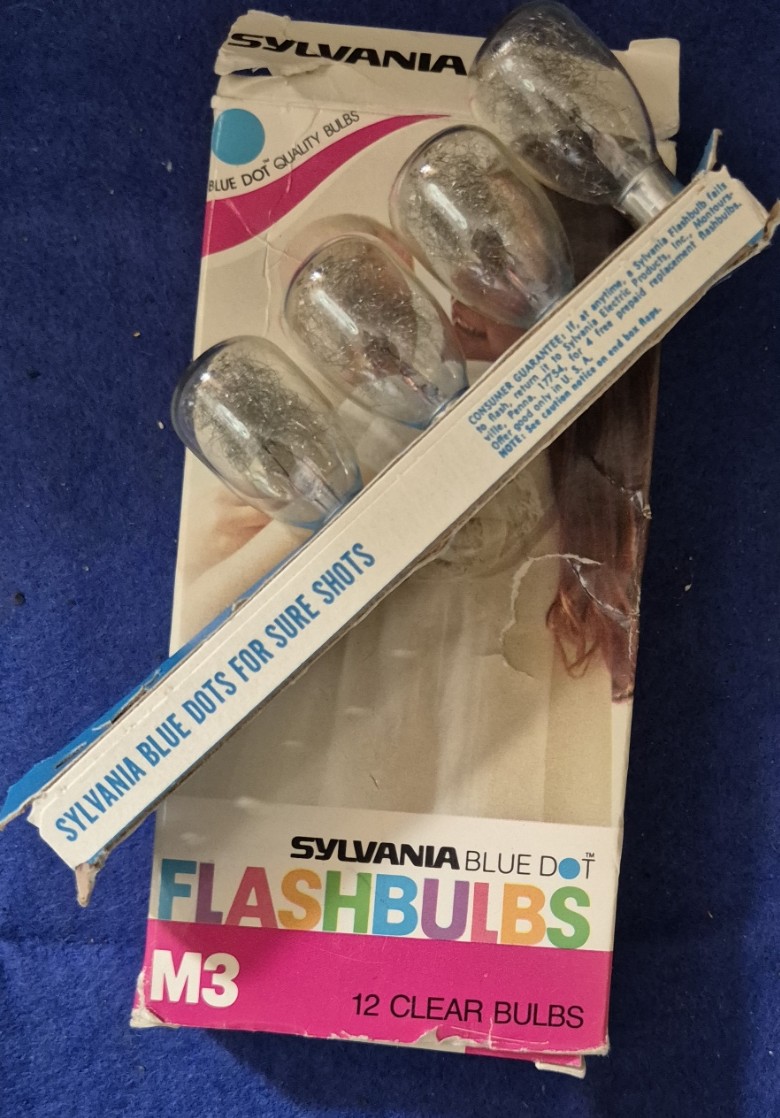 SYLVANIA
BLUE DOT™ QUALITY BULBS
CONSUMER GUARANTEE: If, at anytime, a Sylvania Flashbulb fails
to flash, return it to Sylvania Electric Products, Inc., Montours-
ville, Penna. 17754, for 4 free prepaid replacement flashbulbs.
Offer good only in U. S. A.
NOTE: See caution notice on end box flaps.
SYLVANIA BLUE DOTS FOR SURE SHOTS
SYLVANIA BLUE DOT™
FLASHBULBS
M3
12 CLEAR BULBS